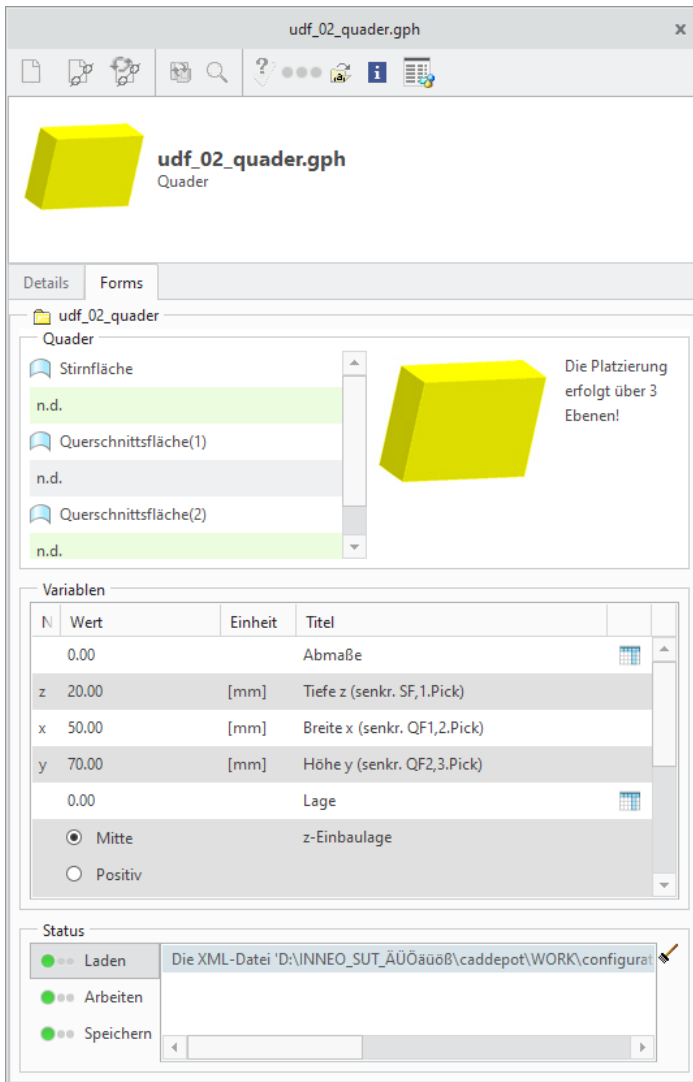 udf_02_quader.gph
udf_02_quader.gph
Quader
Details Forms
udf_02_quader
Quader
Stirnfläche
n.d.
Querschnittsfläche(1)
n.d.
Querschnittsfläche(2)
n.d.
Die Platzierung
erfolgt über 3
Ebenen!
Variablen
N Wert Einheit Titel
0.00 Abmaße
z 20.00 [mm] Tiefe z (senkr. SF,1.Pick)
x 50.00 [mm] Breite x (senkr. QF1,2.Pick)
y 70.00 [mm] Höhe y (senkr. QF2,3.Pick)
0.00 Lage
Mitte z-Einbaulage
Positiv
Status
Laden Die XML-Datei 'D:\INNEO_SUT_ÄÜÖäüöß\caddepot\WORK\configurat
Arbeiten
Speichern